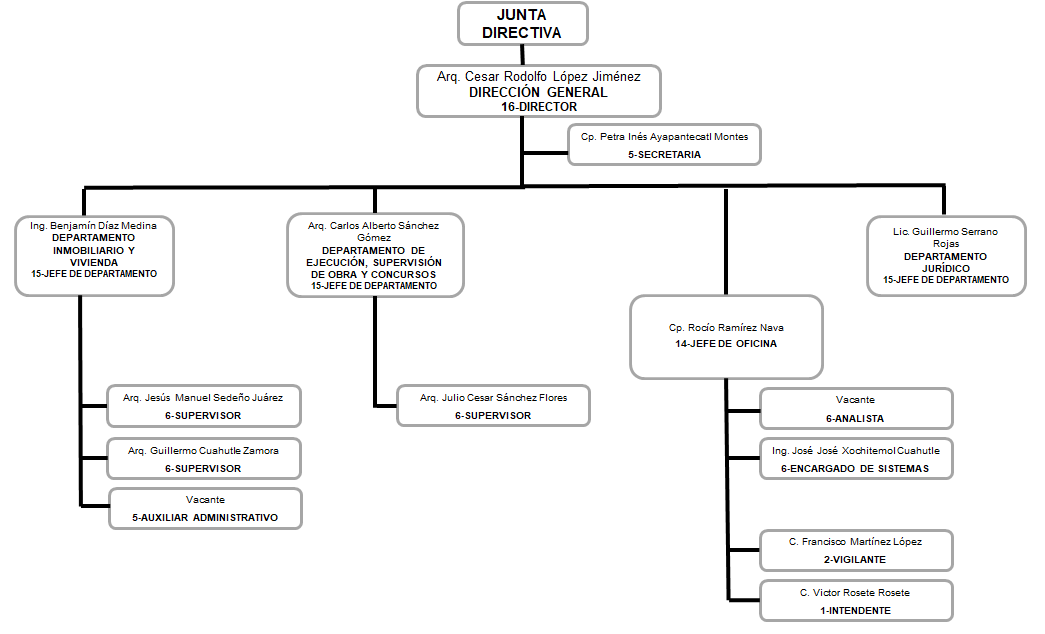 JUNTA
DIRECTIVA
Arq. Cesar Rodolfo López Jiménez
DIRECCIÓN GENERAL
16-DIRECTOR
Cp. Petra Inés Ayapantecatl Montes
5-SECRETARIA
Ing. Benjamín Díaz Medina
DEPARTAMENTO
INMOBILIARIO Y
VIVIENDA
15-JEFE DE DEPARTAMENTO
Arq. Carlos Alberto Sánchez
Gómez
DEPARTAMENTO DE
EJECUCIÓN, SUPERVISIÓN
DE OBRA Y CONCURSOS
15-JEFE DE DEPARTAMENTO
Cp. Rocío Ramírez Nava
14-JEFE DE OFICINA
Lic. Guillermo Serrano
Rojas
DEPARTAMENTO
JURÍDICO
15-JEFE DE DEPARTAMENTO
Arq. Jesús Manuel Sedeño Juárez
6-SUPERVISOR
Arq. Guillermo Cuahutle Zamora
6-SUPERVISOR
Vacante
5-AUXILIAR ADMINISTRATIVO
Arq. Julio Cesar Sánchez Flores
6-SUPERVISOR
Vacante
6-ANALISTA
Ing. José José Xochitemol Cuahutle
6-ENCARGADO DE SISTEMAS
C. Francisco Martínez López
2-VIGILANTE
C. Victor Rosete Rosete
1-INTENDENTE